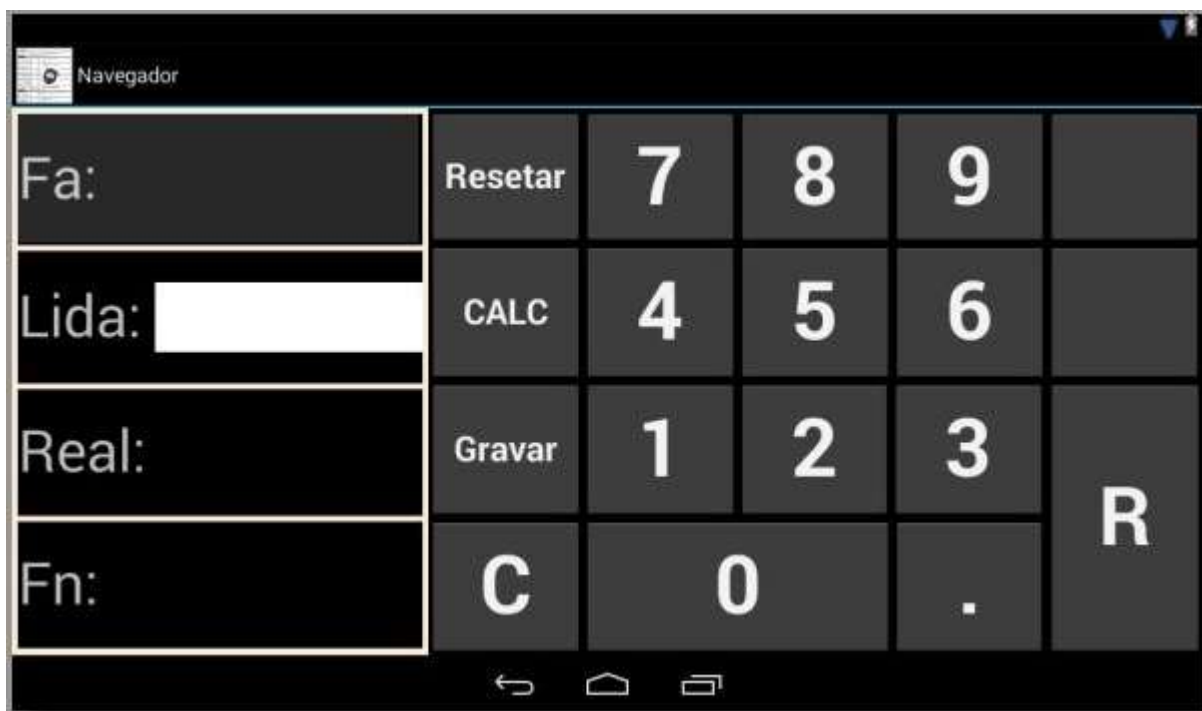 Navegador
Fa:
Resetar 7 8 9
Lida:
CALC 4 5 6
Real:
Gravar 1 2 3
R
Fn:
C 0 .